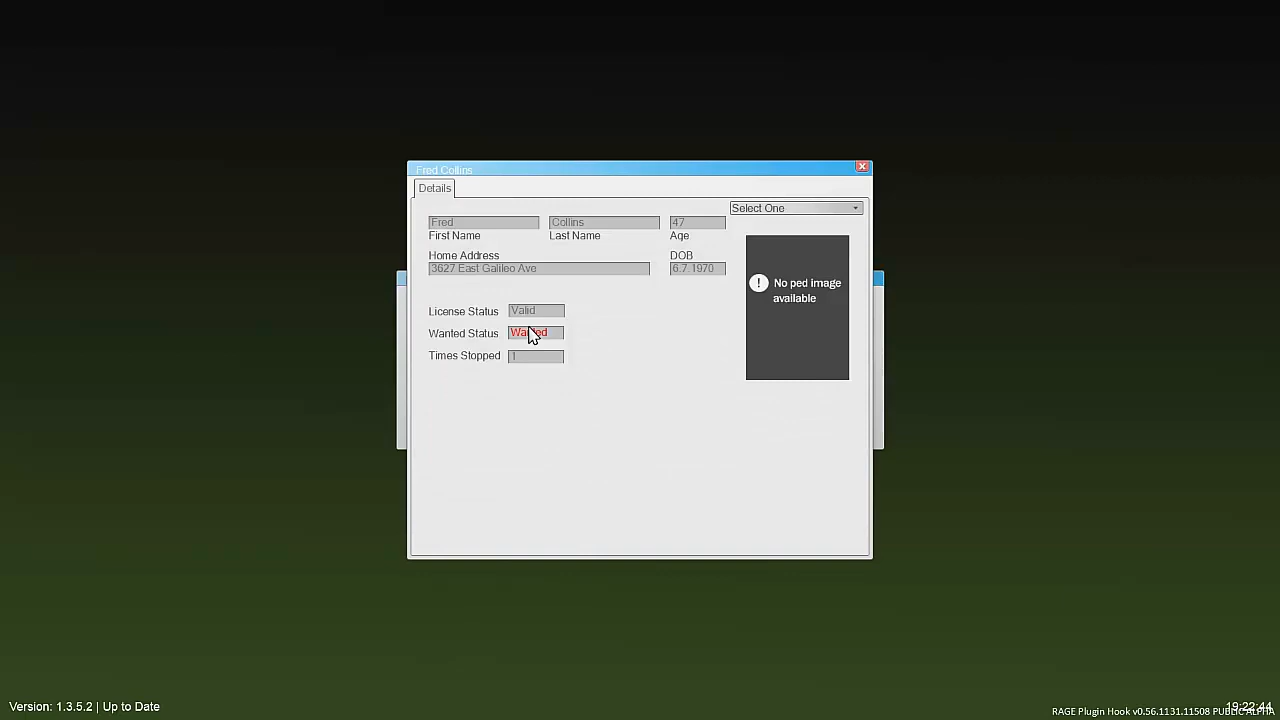 Fred Collins
Details
Select One
Fred Collins 47
First Name Last Name Age
Home Address DOB
3627 East Galileo Ave 6.7.1970
! No ped image
available
License Status Valid
Wanted Status Wanted
Times Stopped 1
Version: 1.3.5.2 | Up to Date
19:22:44
RAGE Plugin Hook v0.56.1131.11508 PUBLIC ALPHA